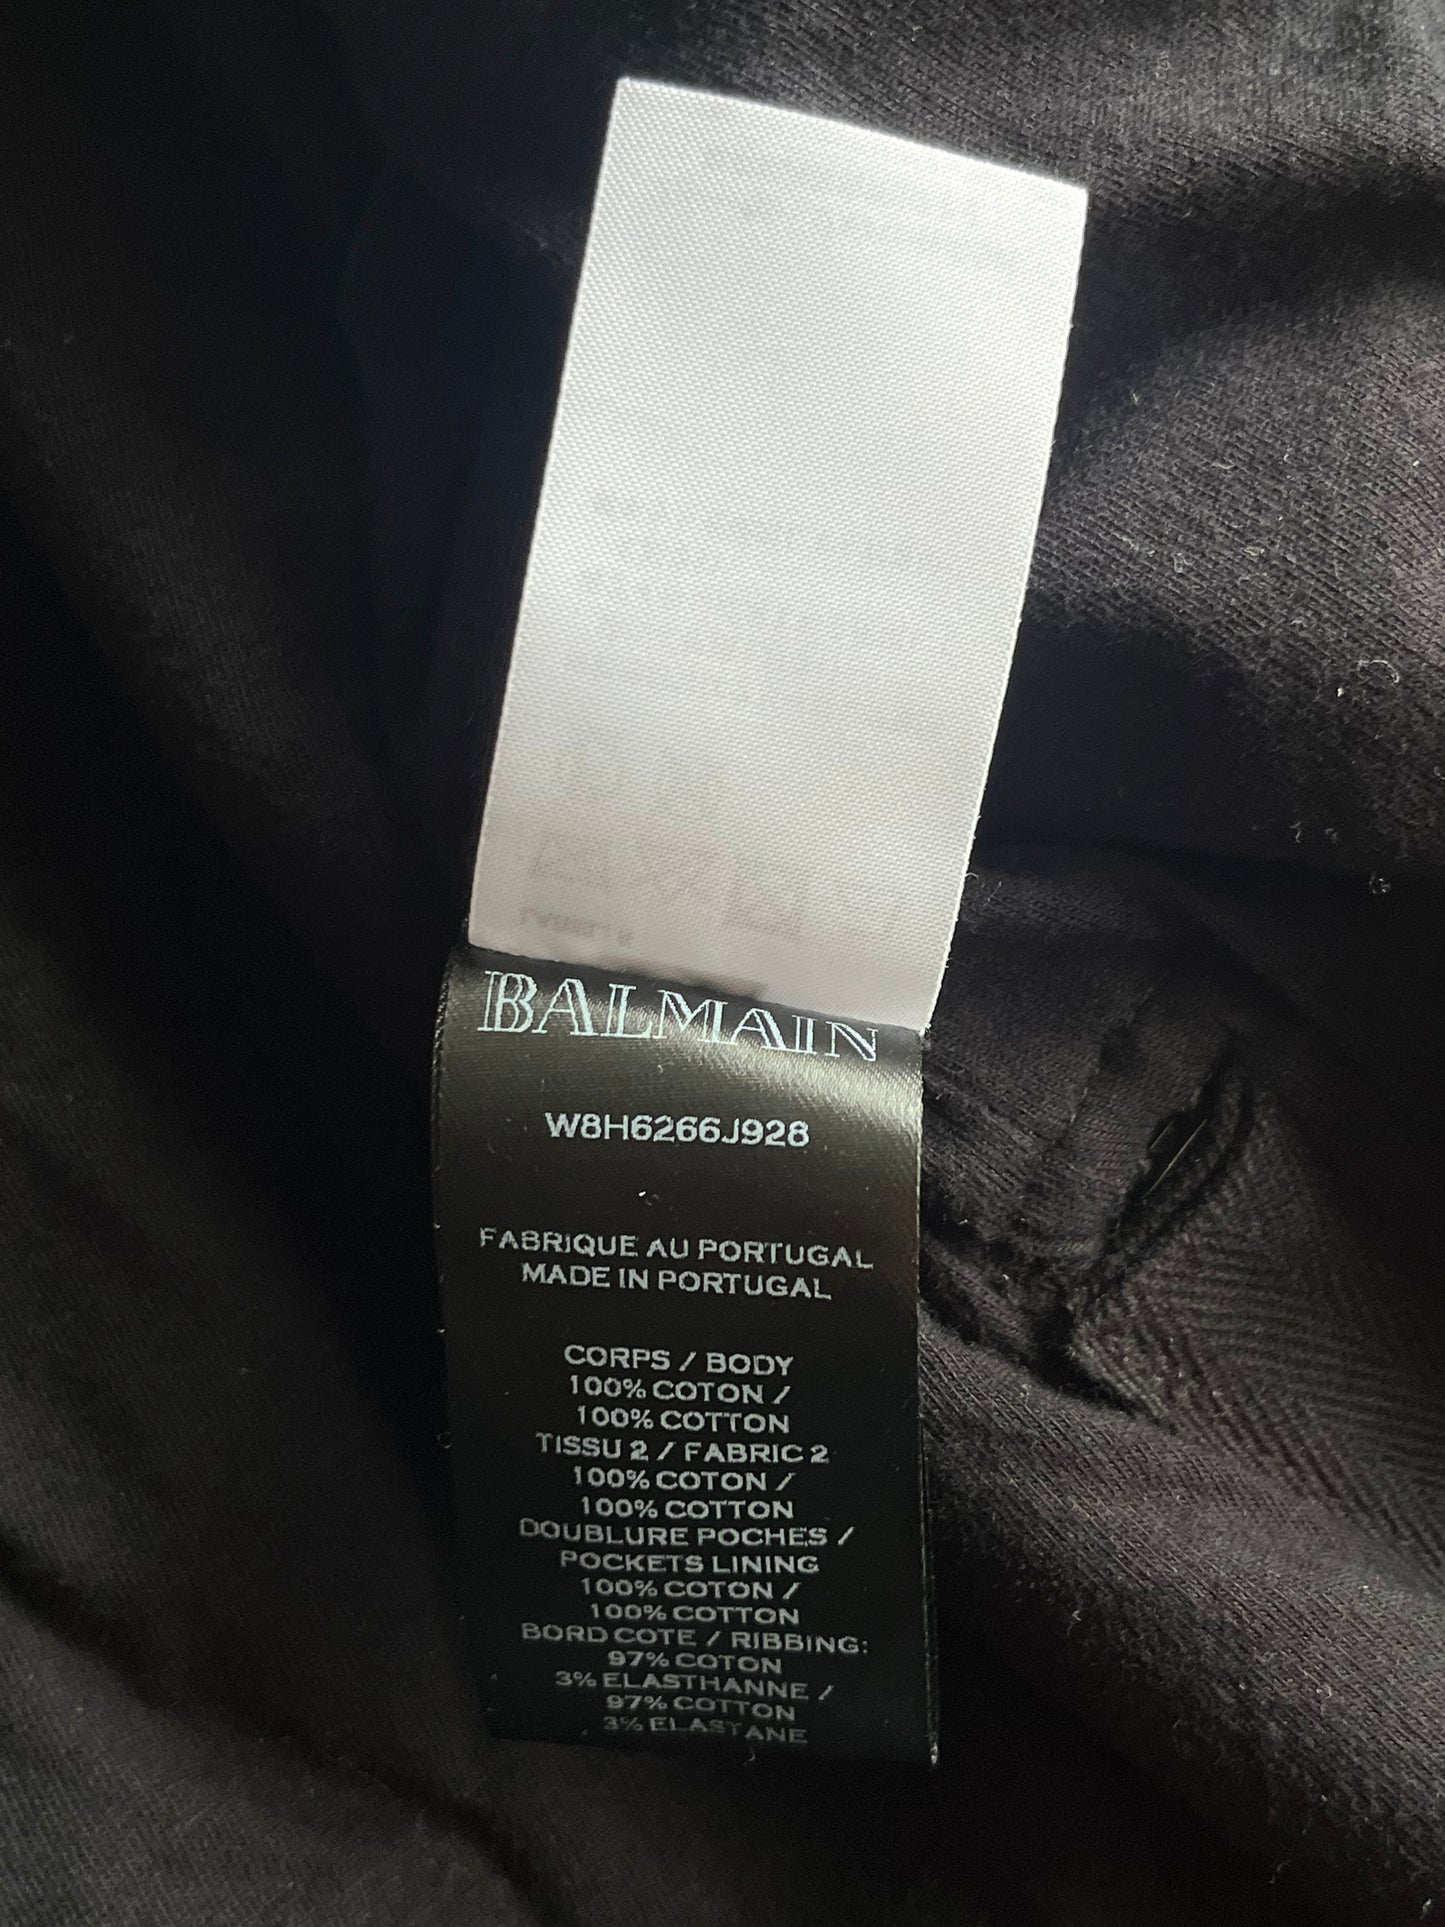 BALMAIN
W8H6266J928
FABRIQUE AU PORTUGAL
MADE IN PORTUGAL
CORPS / BODY
100% COTON /
100% COTTON
TISSU 2 / FABRIC 2
100% COTON /
100% COTTON
DOUBLURE POCHES /
POCKETS LINING
100% COTON /
100% COTTON
BORD COTE / RIBBING:
97% COTON
3% ELASTHANNE /
97% COTTON
3% ELASTANE